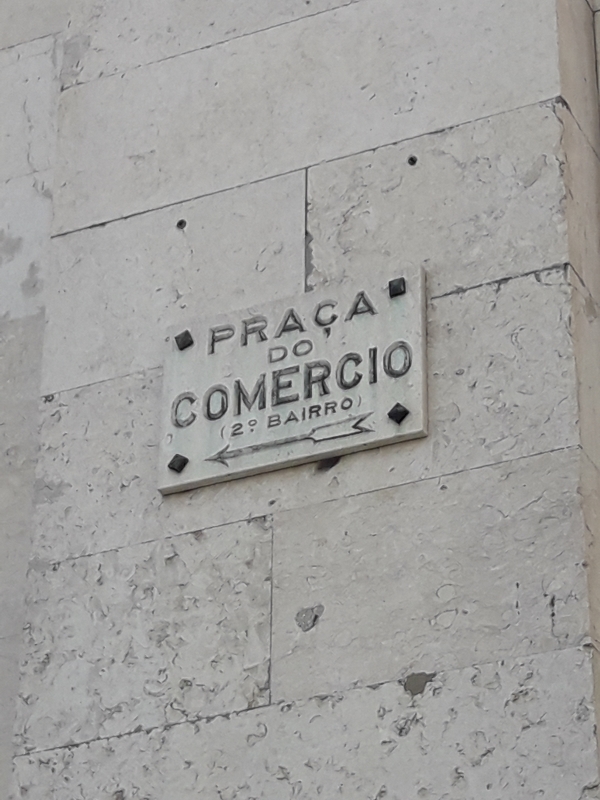 PRAÇA
DO
COMERCIO
(2º BAIRRO)